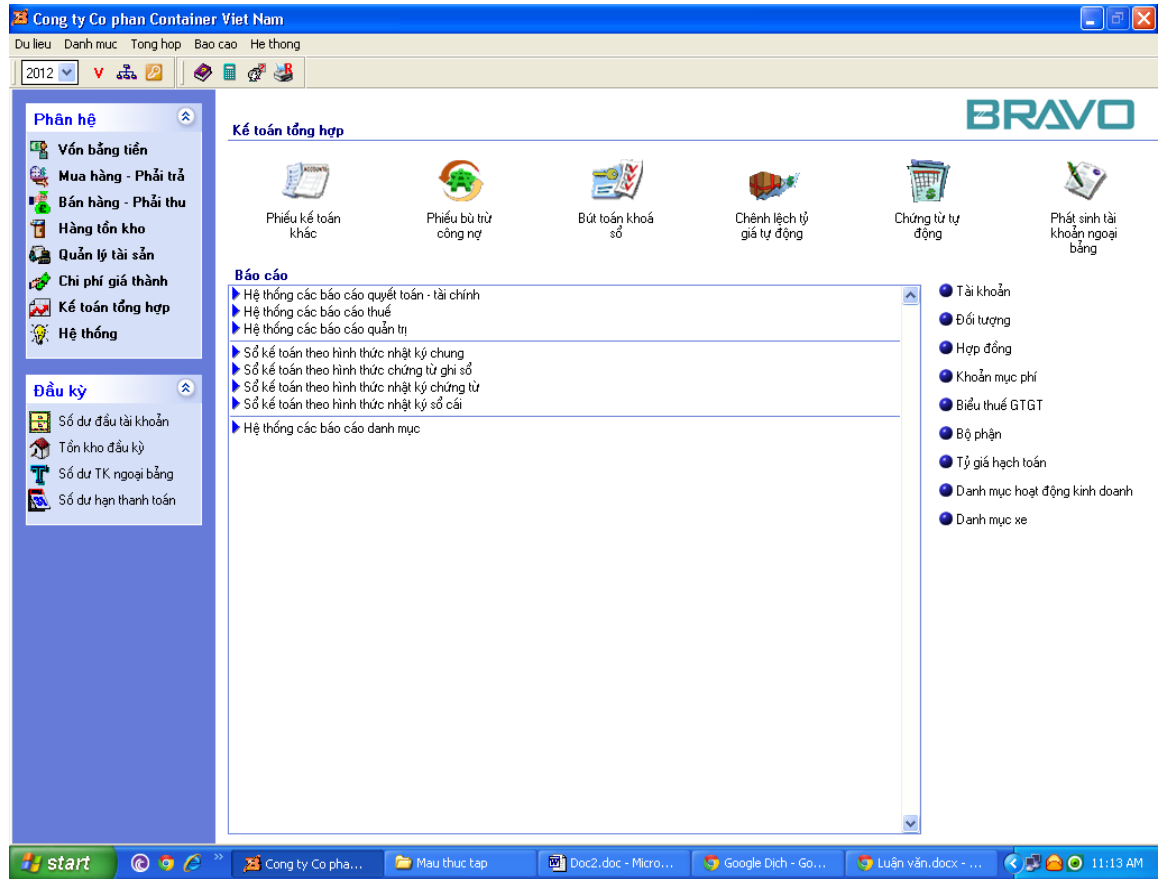 Cong ty Co phan Container Viet Nam
Du lieu Danh muc Tong hop Bao cao He thong
2012 V
BRAVO
Phân hệ
Vốn bằng tiền
Mua hàng - Phải trả
Bán hàng - Phải thu
Hàng tồn kho
Quản lý tài sản
Chi phí giá thành
Kế toán tổng hợp
Hệ thống
Đầu kỳ
Số dư đầu tài khoản
Tồn kho đầu kỳ
Số dư TK ngoại bảng
Số dư hạn thanh toán
Kế toán tổng hợp
Phiếu kế toán
khác
Phiếu bù trừ
công nợ
Bút toán khoá
sổ
Chênh lệch tỷ
giá tự động
Chứng từ tự
động
Phát sinh tài
khoản ngoại
bảng
Báo cáo
Hệ thống các báo cáo quyết toán - tài chính
Hệ thống các báo cáo thuế
Hệ thống các báo cáo quản trị
Sổ kế toán theo hình thức nhật ký chung
Sổ kế toán theo hình thức chứng từ ghi sổ
Sổ kế toán theo hình thức nhật ký chứng từ
Sổ kế toán theo hình thức nhật ký sổ cái
Hệ thống các báo cáo danh mục
Tài khoản
Đối tượng
Hợp đồng
Khoản mục phí
Biểu thuế GTGT
Bộ phận
Tỷ giá hạch toán
Danh mục hoạt động kinh doanh
Danh mục xe
start Cong ty Co pha... Mau thuc tap Doc2.doc - Micro... Google Dịch - Go... Luận văn.docx - ... 11:13 AM